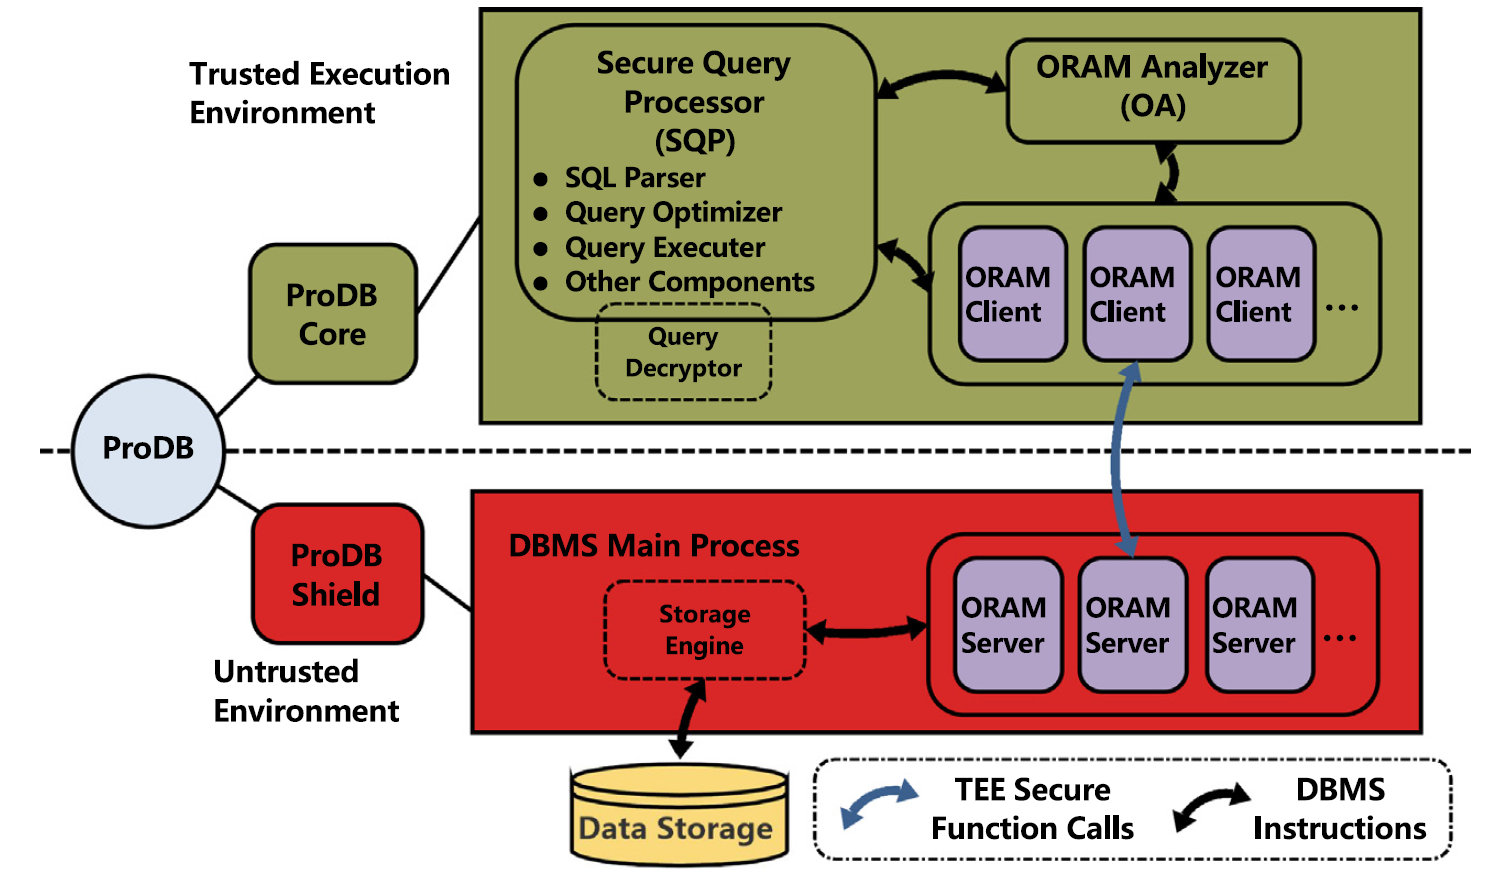 Trusted Execution
Environment
Secure Query
Processor
(SQP)
● SQL Parser
● Query Optimizer
● Query Executer
● Other Components
Query
Decryptor
ORAM Analyzer
(OA)
ORAM
Client
ORAM
Client
ORAM
Client
...
ProDB
Core
ProDB
ProDB
Shield
Untrusted
Environment
DBMS Main Process
Storage
Engine
ORAM
Server
ORAM
Server
ORAM
Server
...
Data Storage
TEE Secure
Function Calls
DBMS
Instructions